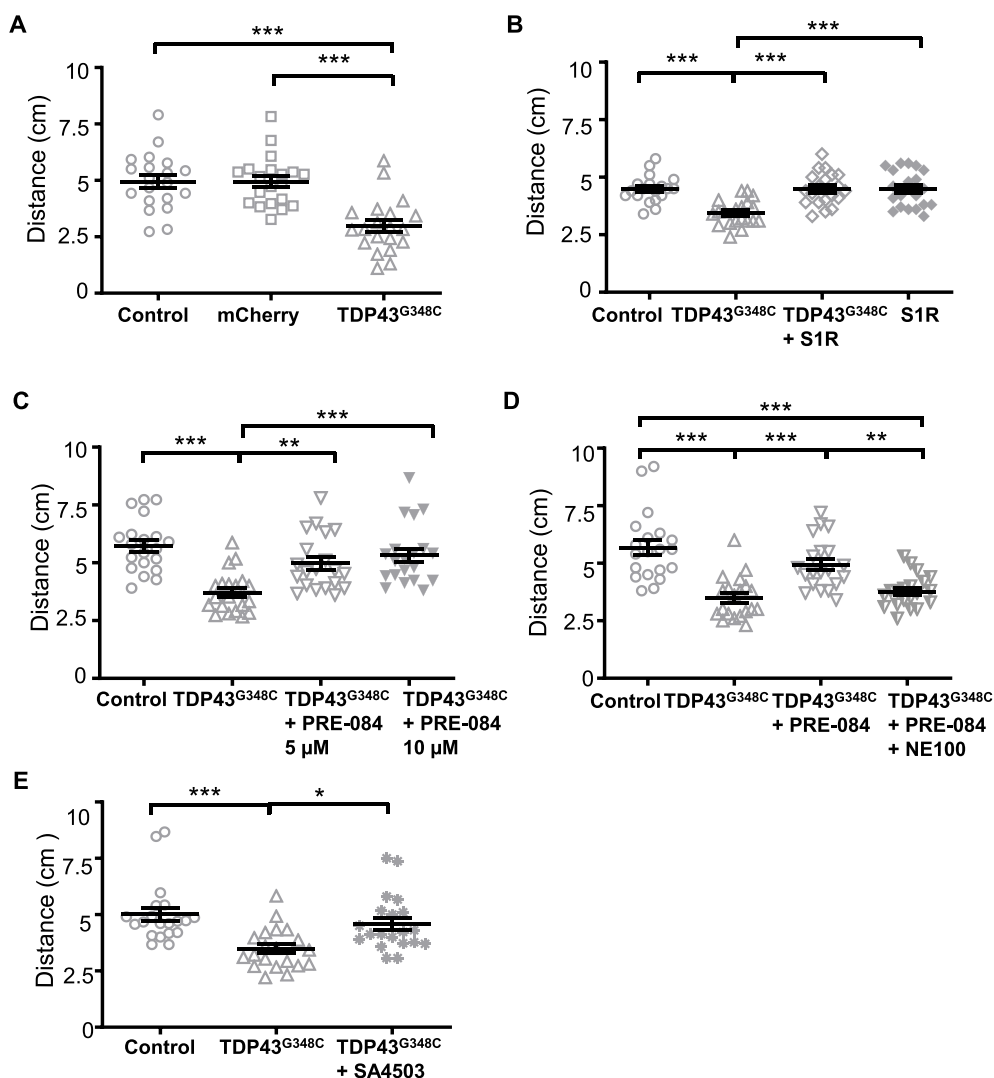 A
***
***
10
7.5
5
2.5
0
Distance (cm)
Control mCherry TDP43G348C
B
***
*** ***
10
7.5
5
2.5
0
Distance (cm)
Control TDP43G348C TDP43G348C S1R
+ S1R
C
***
*** **
10
7.5
5
2.5
0
Distance (cm)
Control TDP43G348C TDP43G348C TDP43G348C
+ PRE-084 + PRE-084
5 µM 10 µM
D
***
*** *** **
10
7.5
5
2.5
0
Distance (cm)
Control TDP43G348C TDP43G348C TDP43G348C
+ PRE-084 + PRE-084
+ NE100
E
*** *
10
7.5
5
2.5
0
Distance (cm )
Control TDP43G348C TDP43G348C
+ SA4503